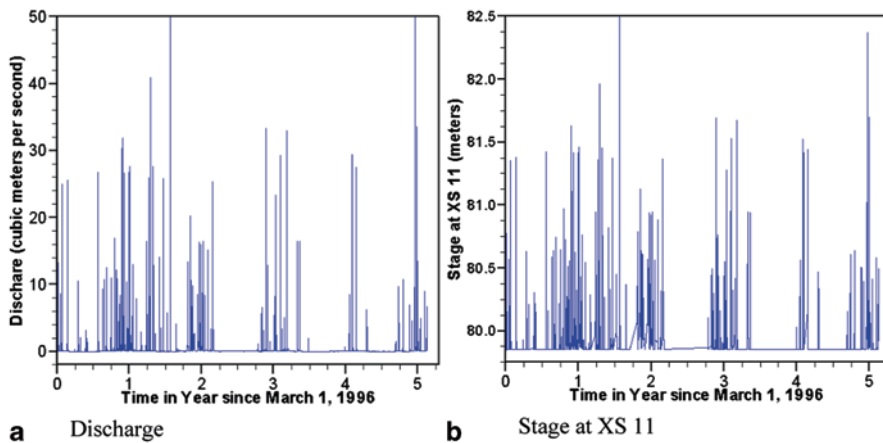 50
40
30
20
10
0
Dischare (cubic meters per second)
0 1 2 3 4 5
Time in Year since March 1, 1996
a Discharge
82.5
82.0
81.5
81.0
80.5
80.0
Stage at XS 11 (meters)
0 1 2 3 4 5
Time in Year since March 1, 1996
b Stage at XS 11